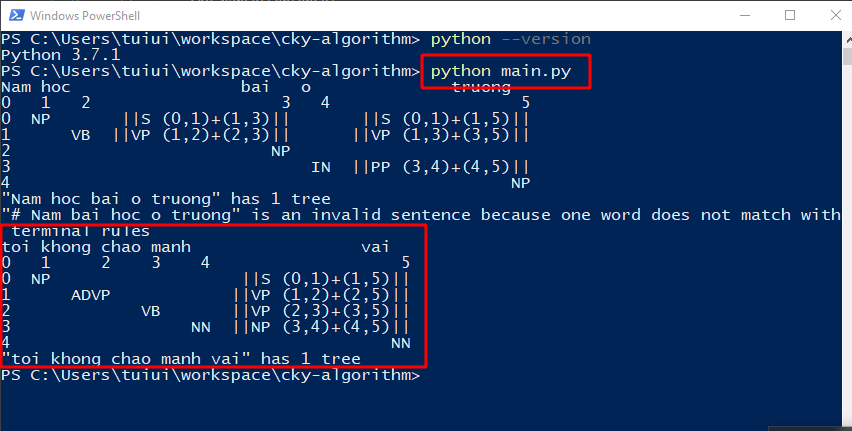 Windows PowerShell
PS C:\Users\tuiui\workspace\cky-algorithm> python --version
Python 3.7.1
PS C:\Users\tuiui\workspace\cky-algorithm> python main.py
Nam hoc bai o truong
0 1 2 3 4 5
0 NP ||S (0,1)+(1,3)|| ||S (0,1)+(1,5)||
1 VB ||VP (1,2)+(2,3)|| ||VP (1,3)+(3,5)||
2 NP
3 IN ||PP (3,4)+(4,5)||
4 NP
"Nam hoc bai o truong" has 1 tree
"# Nam bai hoc o truong" is an invalid sentence because one word does not match with
terminal rules
toi khong chao manh vai
0 1 2 3 4 5
0 NP ||S (0,1)+(1,5)||
1 ADVP ||VP (1,2)+(2,5)||
2 VB ||VP (2,3)+(3,5)||
3 NN ||NP (3,4)+(4,5)||
4 NN
"toi khong chao manh vai" has 1 tree
PS C:\Users\tuiui\workspace\cky-algorithm>